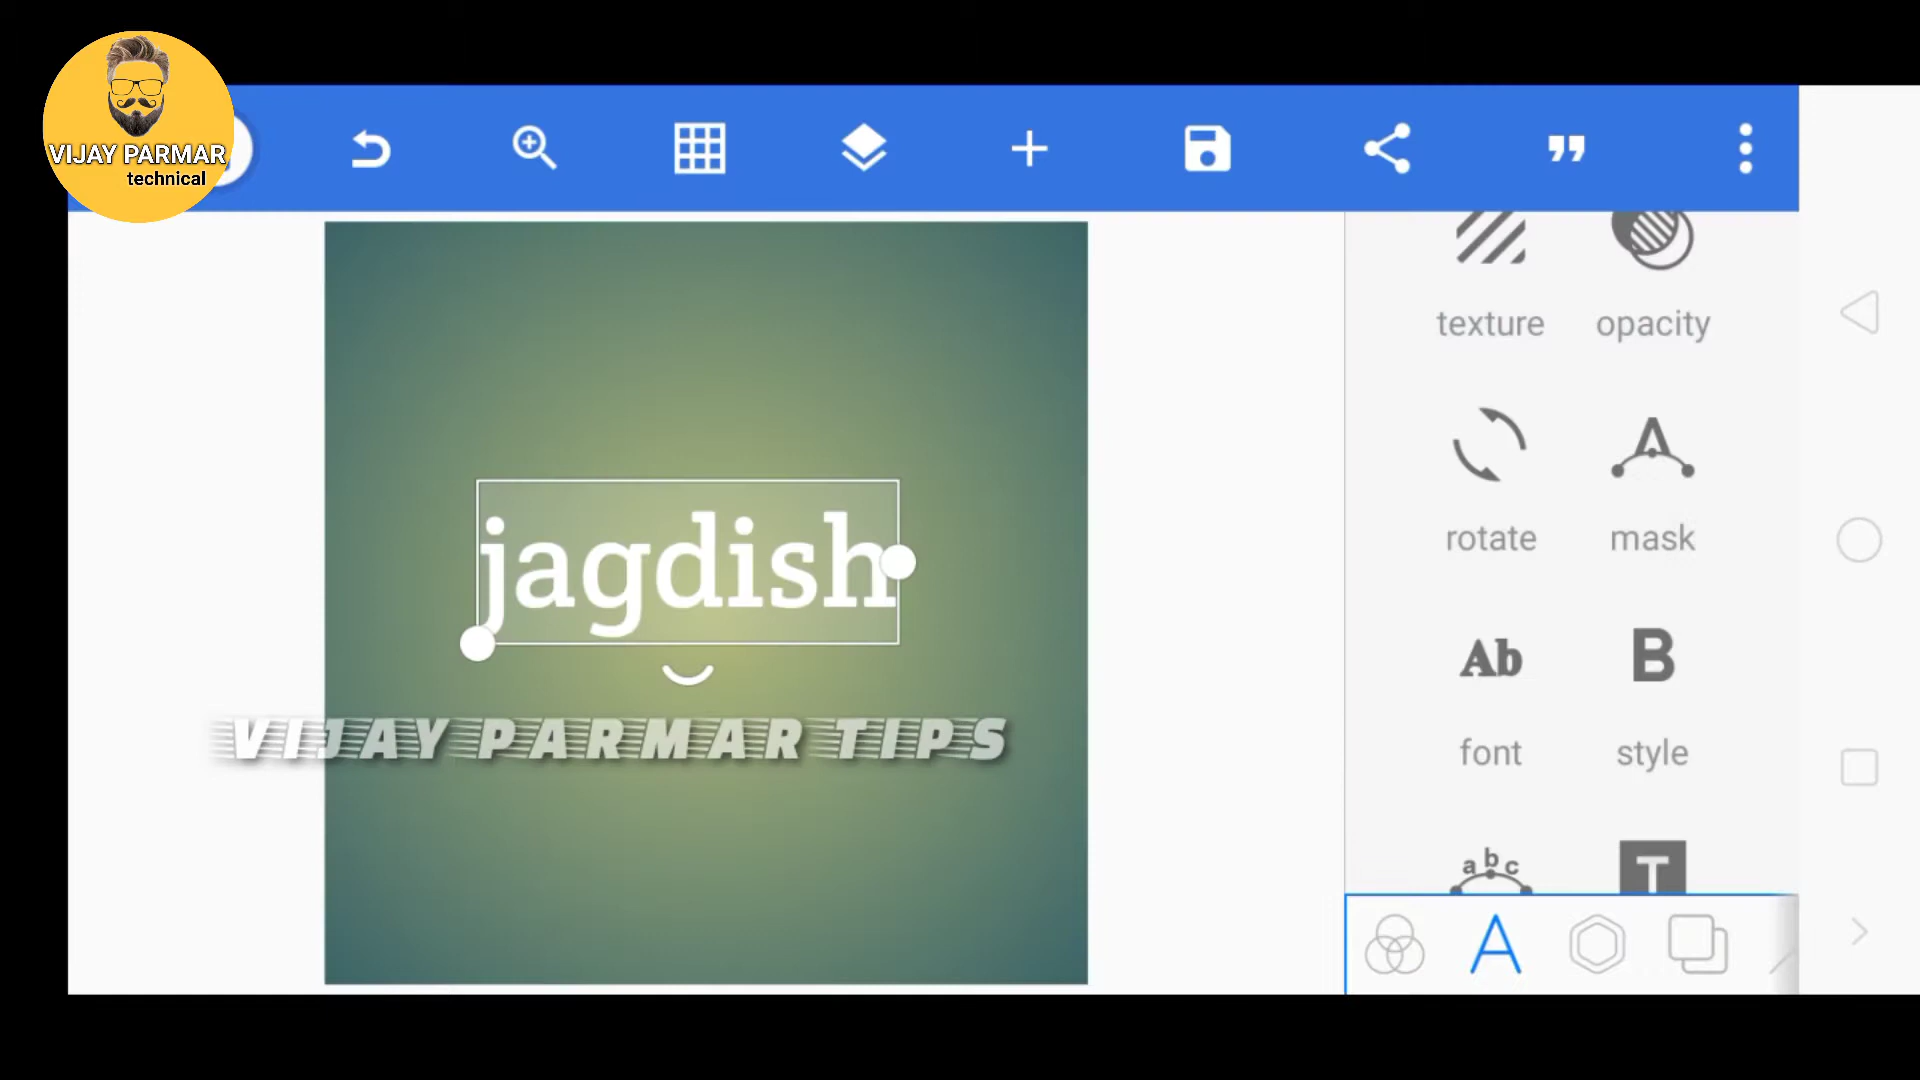 VIJAY PARMAR
technical
texture
opacity
rotate
mask
jagdish
Ab
B
font
style
VIJAY PARMAR TIPS
abc
T
A